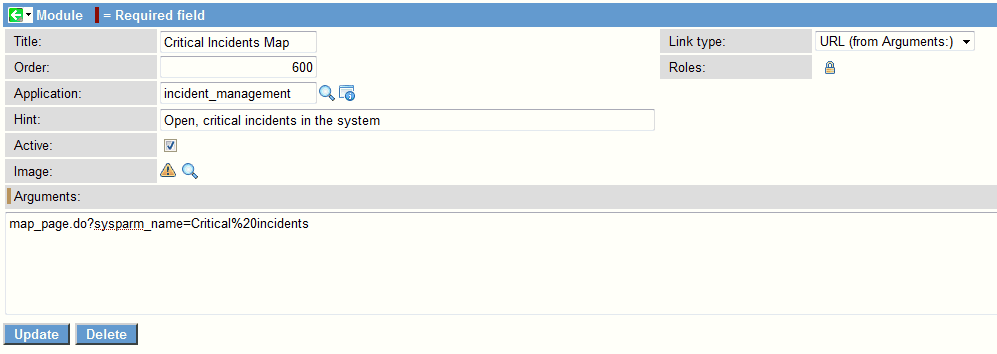 Module = Required field
Title: Critical Incidents Map Link type: URL (from Arguments:)
Order: 600 Roles:
Application: incident_management
Hint: Open, critical incidents in the system
Active:
Image:
Arguments:
map_page.do?sysparm_name=Critical%20incidents
Update Delete